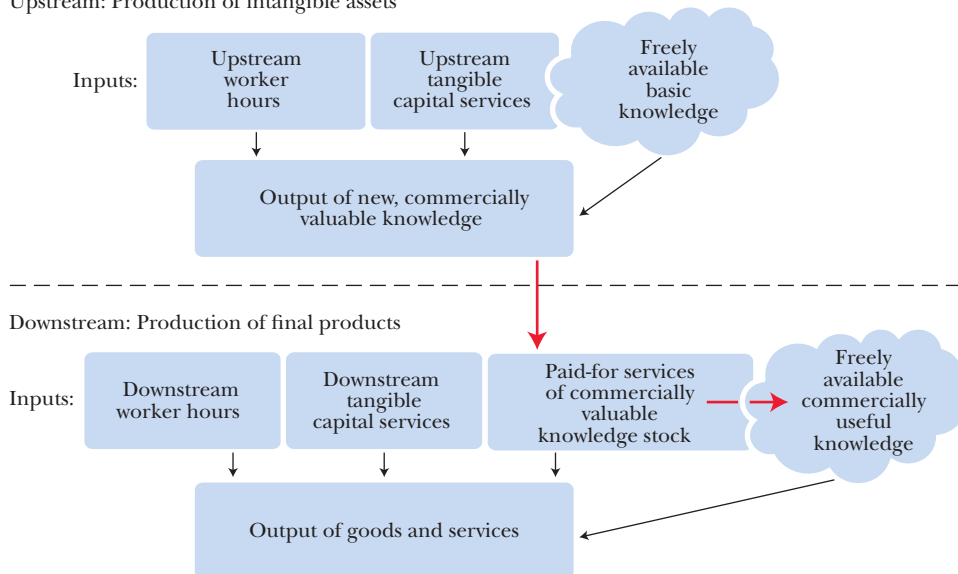 Upstream: Production of intangible assets
Inputs:
Upstream
worker
hours
Upstream
tangible
capital services
Freely
available
basic
knowledge
Output of new, commercially
valuable knowledge
Downstream: Production of final products
Inputs:
Downstream
worker hours
Downstream
tangible
capital services
Paid-for services
of commercially
valuable
knowledge stock
Freely
available
commercially
useful
knowledge
Output of goods and services